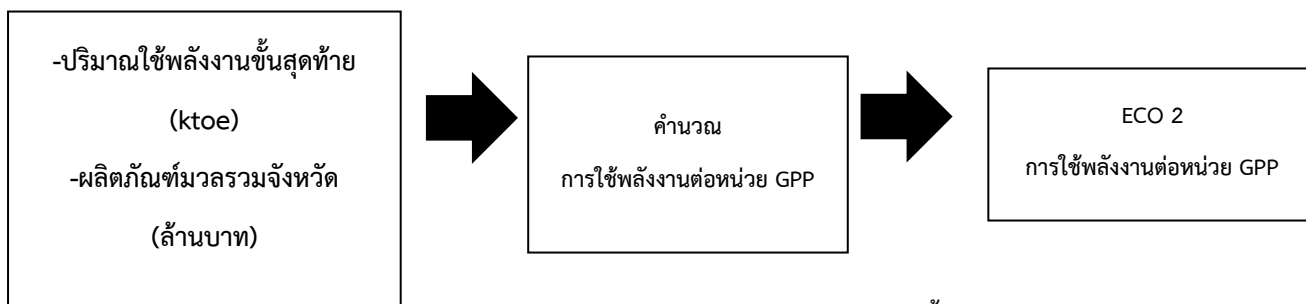 -ปริมาณใช้พลังงานขั้นสุดท้าย
(ktoe)
-ผลิตภัณฑ์มวลรวมจังหวัด
(ล้านบาท)
คำนวณ
การใช้พลังงานต่อหน่วย GPP
ECO 2
การใช้พลังงานต่อหน่วย GPP